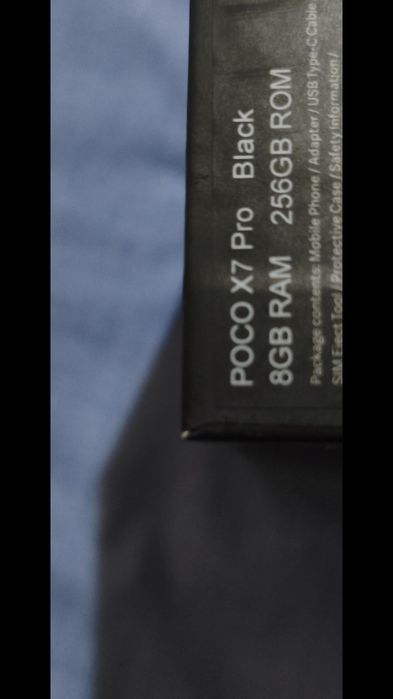 POCO X7 Pro Black
8GB RAM 256GB ROM
Package contents: Mobile Phone / Adapter / USB Type-C Cable
SIM Eject Tool / Protective Case / Safety Information /